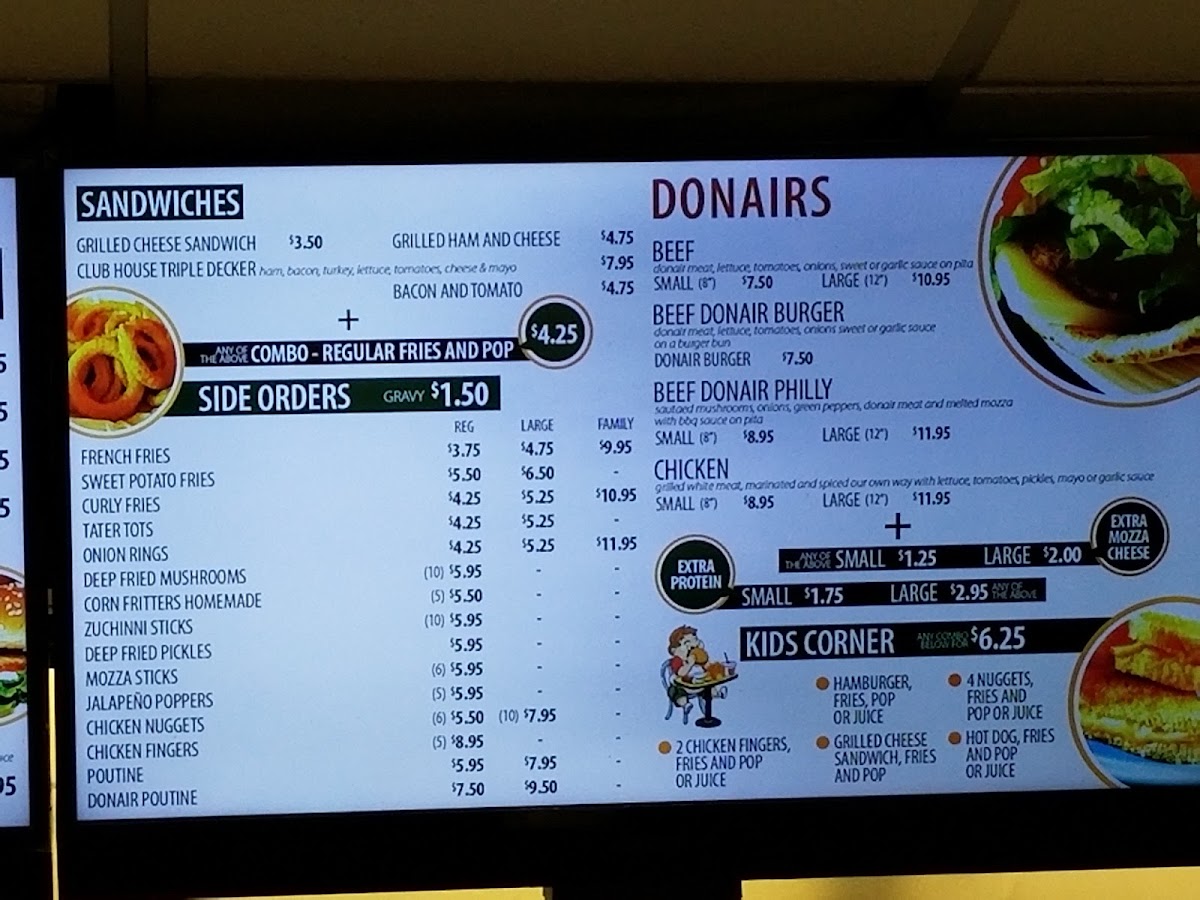 SANDWICHES
GRILLED CHEESE SANDWICH $3.50 GRILLED HAM AND CHEESE $4.75
CLUB HOUSE TRIPLE DECKER ham, bacon, turkey, lettuce, tomatoes, cheese & mayo $7.95
BACON AND TOMATO $4.75
+
ANY OF THE ABOVE COMBO - REGULAR FRIES AND POP $4.25
SIDE ORDERS GRAVY $1.50
REG LARGE FAMILY
FRENCH FRIES $3.75 $4.75 $9.95
SWEET POTATO FRIES $5.50 $6.50 -
CURLY FRIES $4.25 $5.25 $10.95
TATER TOTS $4.25 $5.25 -
ONION RINGS $4.25 $5.25 $11.95
DEEP FRIED MUSHROOMS (10) $5.95 - -
CORN FRITTERS HOMEMADE (5) $5.50 - -
ZUCHINNI STICKS (10) $5.95 - -
DEEP FRIED PICKLES $5.95 - -
MOZZA STICKS (6) $5.95 - -
JALAPEÑO POPPERS (5) $5.95 - -
CHICKEN NUGGETS (6) $5.50 (10) $7.95 -
CHICKEN FINGERS (5) $8.95 - -
POUTINE $5.95 $7.95 -
DONAIR POUTINE $7.50 $9.50 -
DONAIRS
BEEF
donair meat, lettuce, tomatoes, onions, sweet or garlic sauce on pita
SMALL (8") $7.50 LARGE (12") $10.95
BEEF DONAIR BURGER
donair meat, lettuce, tomatoes, onions sweet or garlic sauce
on a burger bun
DONAIR BURGER $7.50
BEEF DONAIR PHILLY
sautaed mushrooms, onions, green peppers, donair meat and melted mozza
with bbq sauce on pita
SMALL (8") $8.95 LARGE (12") $11.95
CHICKEN
grilled white meat, marinated and spiced our own way with lettuce, tomatoes, pickles, mayo or garlic sauce
SMALL (8") $8.95 LARGE (12") $11.95
+
ANY OF THE ABOVE SMALL $1.25 LARGE $2.00
EXTRA
MOZZA
CHEESE
EXTRA
PROTEIN
SMALL $1.75 LARGE $2.95 ANY OF THE ABOVE
KIDS CORNER ANY COMBO BELOW FOR $6.25
2 CHICKEN FINGERS,
FRIES AND POP
OR JUICE
HAMBURGER,
FRIES, POP
OR JUICE
GRILLED CHEESE
SANDWICH, FRIES
AND POP
4 NUGGETS,
FRIES AND
POP OR JUICE
HOT DOG, FRIES
AND POP
OR JUICE